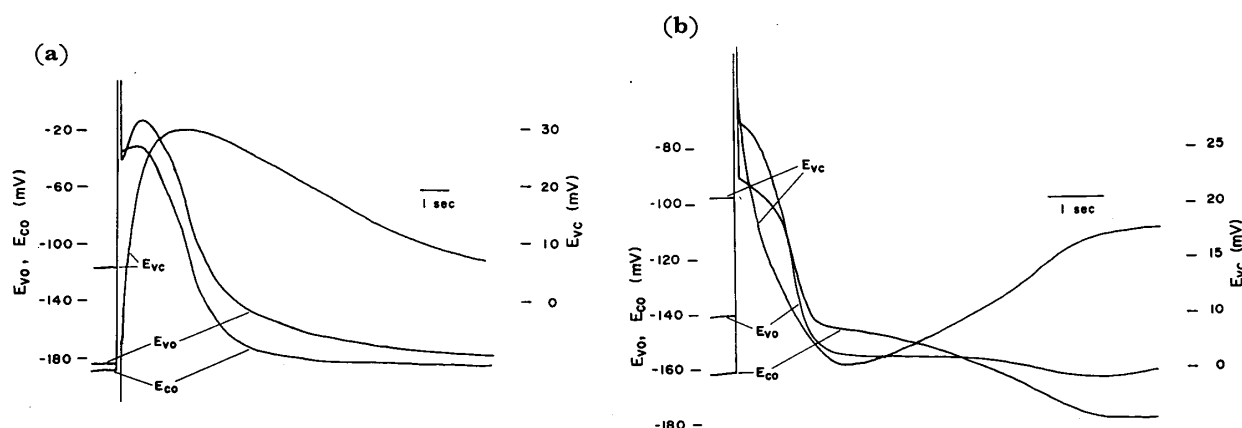 (a)
-20 –
-60 –
-100 –
-140 –
-180 –
E_VO, E_CO (mV)
E_VC
E_VO
E_CO
1 sec
– 30
– 20
– 10
– 0
E_VC (mV)
(b)
-80 –
-100 –
-120 –
-140 –
-160 –
-180 –
E_VO, E_CO (mV)
E_VC
E_VO
E_CO
1 sec
– 25
– 20
– 15
– 10
– 0
E_VC (mV)